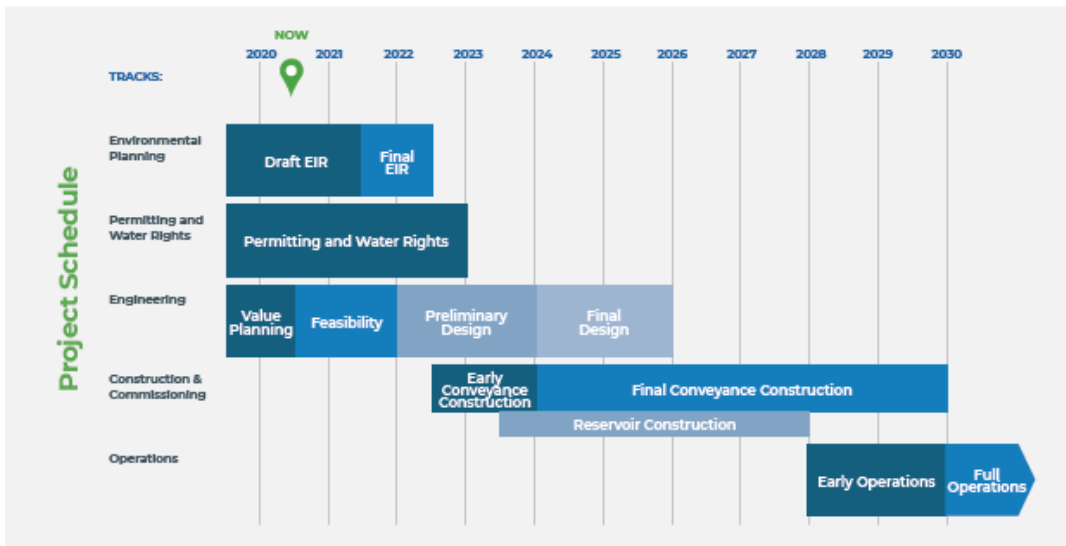 NOW
2020 2021 2022 2023 2024 2025 2026 2027 2028 2029 2030
TRACKS:
Project Schedule
Environmental
Planning
Draft EIR
Final
EIR
Permitting and
Water Rights
Permitting and Water Rights
Engineering
Value
Planning
Feasibility
Preliminary
Design
Final
Design
Construction &
Commissioning
Early
Conveyance
Construction
Final Conveyance Construction
Reservoir Construction
Operations
Early Operations
Full
Operations